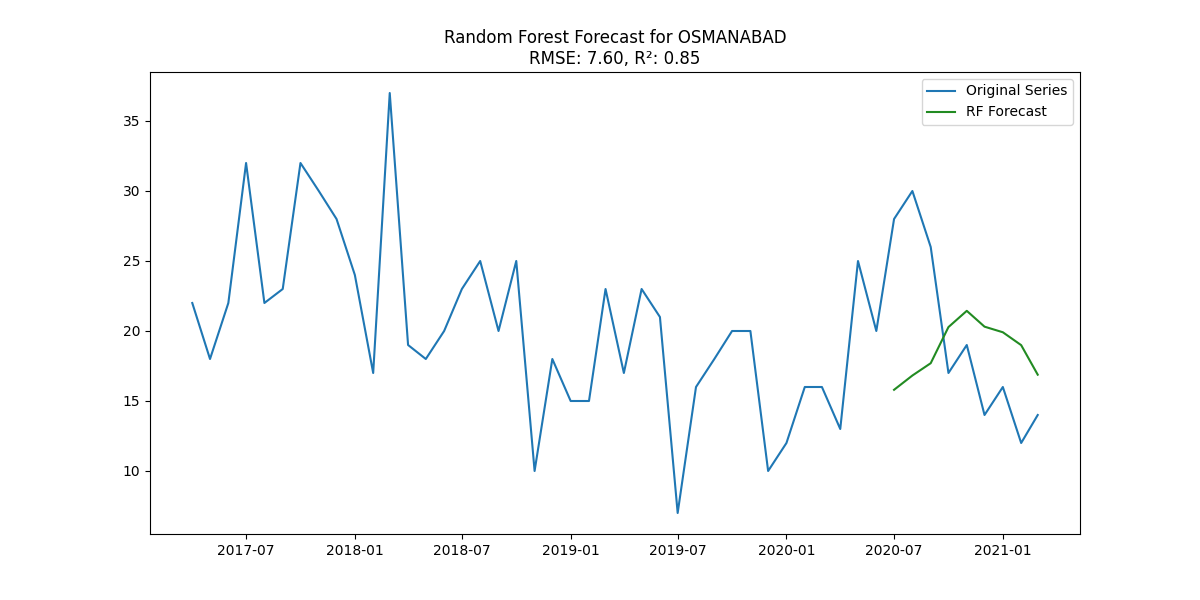 Random Forest Forecast for OSMANABAD
RMSE: 7.60, R²: 0.85
Original Series
RF Forecast
35
30
25
20
15
10
2017-07 2018-01 2018-07 2019-01 2019-07 2020-01 2020-07 2021-01